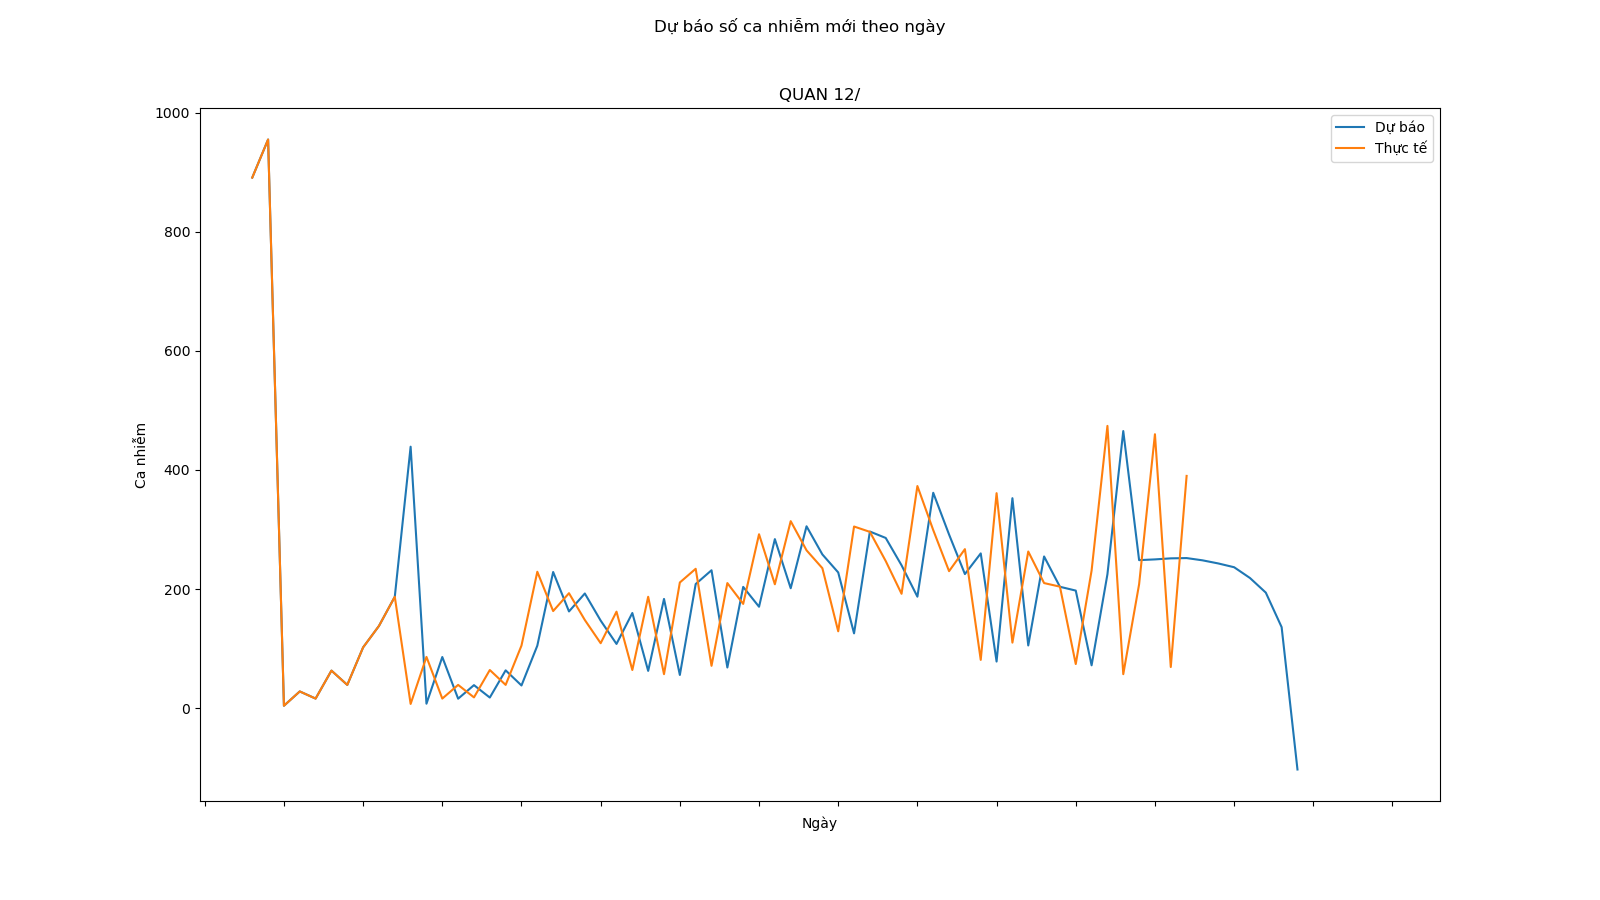 Dự báo số ca nhiễm mới theo ngày
QUAN 12/
1000
800
600
400
200
0
Ca nhiễm
Dự báo
Thực tế
Ngày